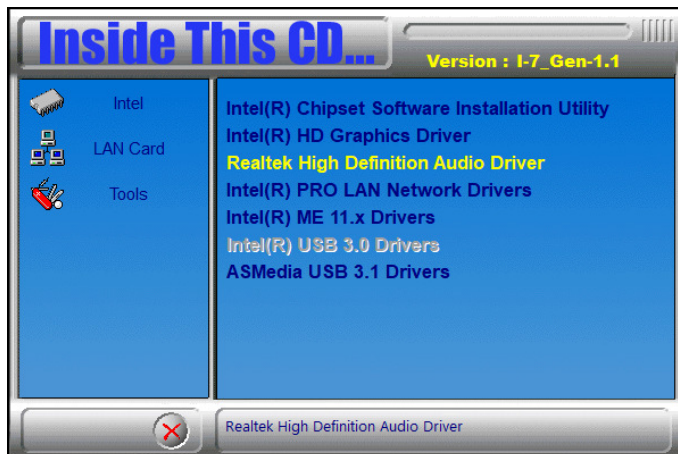 Inside This CD...
Version : I-7_Gen-1.1
Intel
LAN Card
Tools
Intel(R) Chipset Software Installation Utility
Intel(R) HD Graphics Driver
Realtek High Definition Audio Driver
Intel(R) PRO LAN Network Drivers
Intel(R) ME 11.x Drivers
Intel(R) USB 3.0 Drivers
ASMedia USB 3.1 Drivers
Realtek High Definition Audio Driver